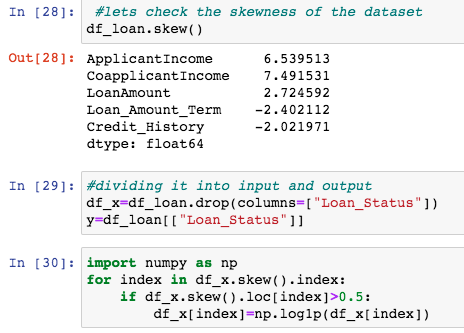 In [28]: #lets check the skewness of the dataset
df_loan.skew()
Out[28]: ApplicantIncome 6.539513
CoapplicantIncome 7.491531
LoanAmount 2.724592
Loan_Amount_Term -2.402112
Credit_History -2.021971
dtype: float64
In [29]: #dividing it into input and output
df_x=df_loan.drop(columns=["Loan_Status"])
y=df_loan[["Loan_Status"]]
In [30]: import numpy as np
for index in df_x.skew().index:
if df_x.skew().loc[index]>0.5:
df_x[index]=np.log1p(df_x[index])